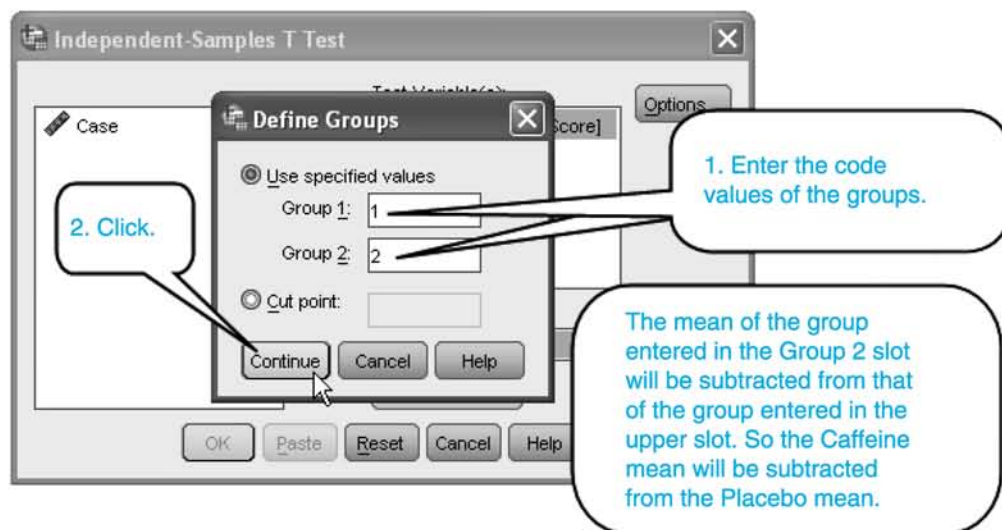 Independent-Samples T Test
Test Variable(s):
Options...
Case
Define Groups
Score]
Use specified values
Group 1: 1
Group 2: 2
Cut point:
Continue Cancel Help
OK Paste Reset Cancel Help
2. Click.
1. Enter the code
values of the groups.
The mean of the group
entered in the Group 2 slot
will be subtracted from that
of the group entered in the
upper slot. So the Caffeine
mean will be subtracted
from the Placebo mean.